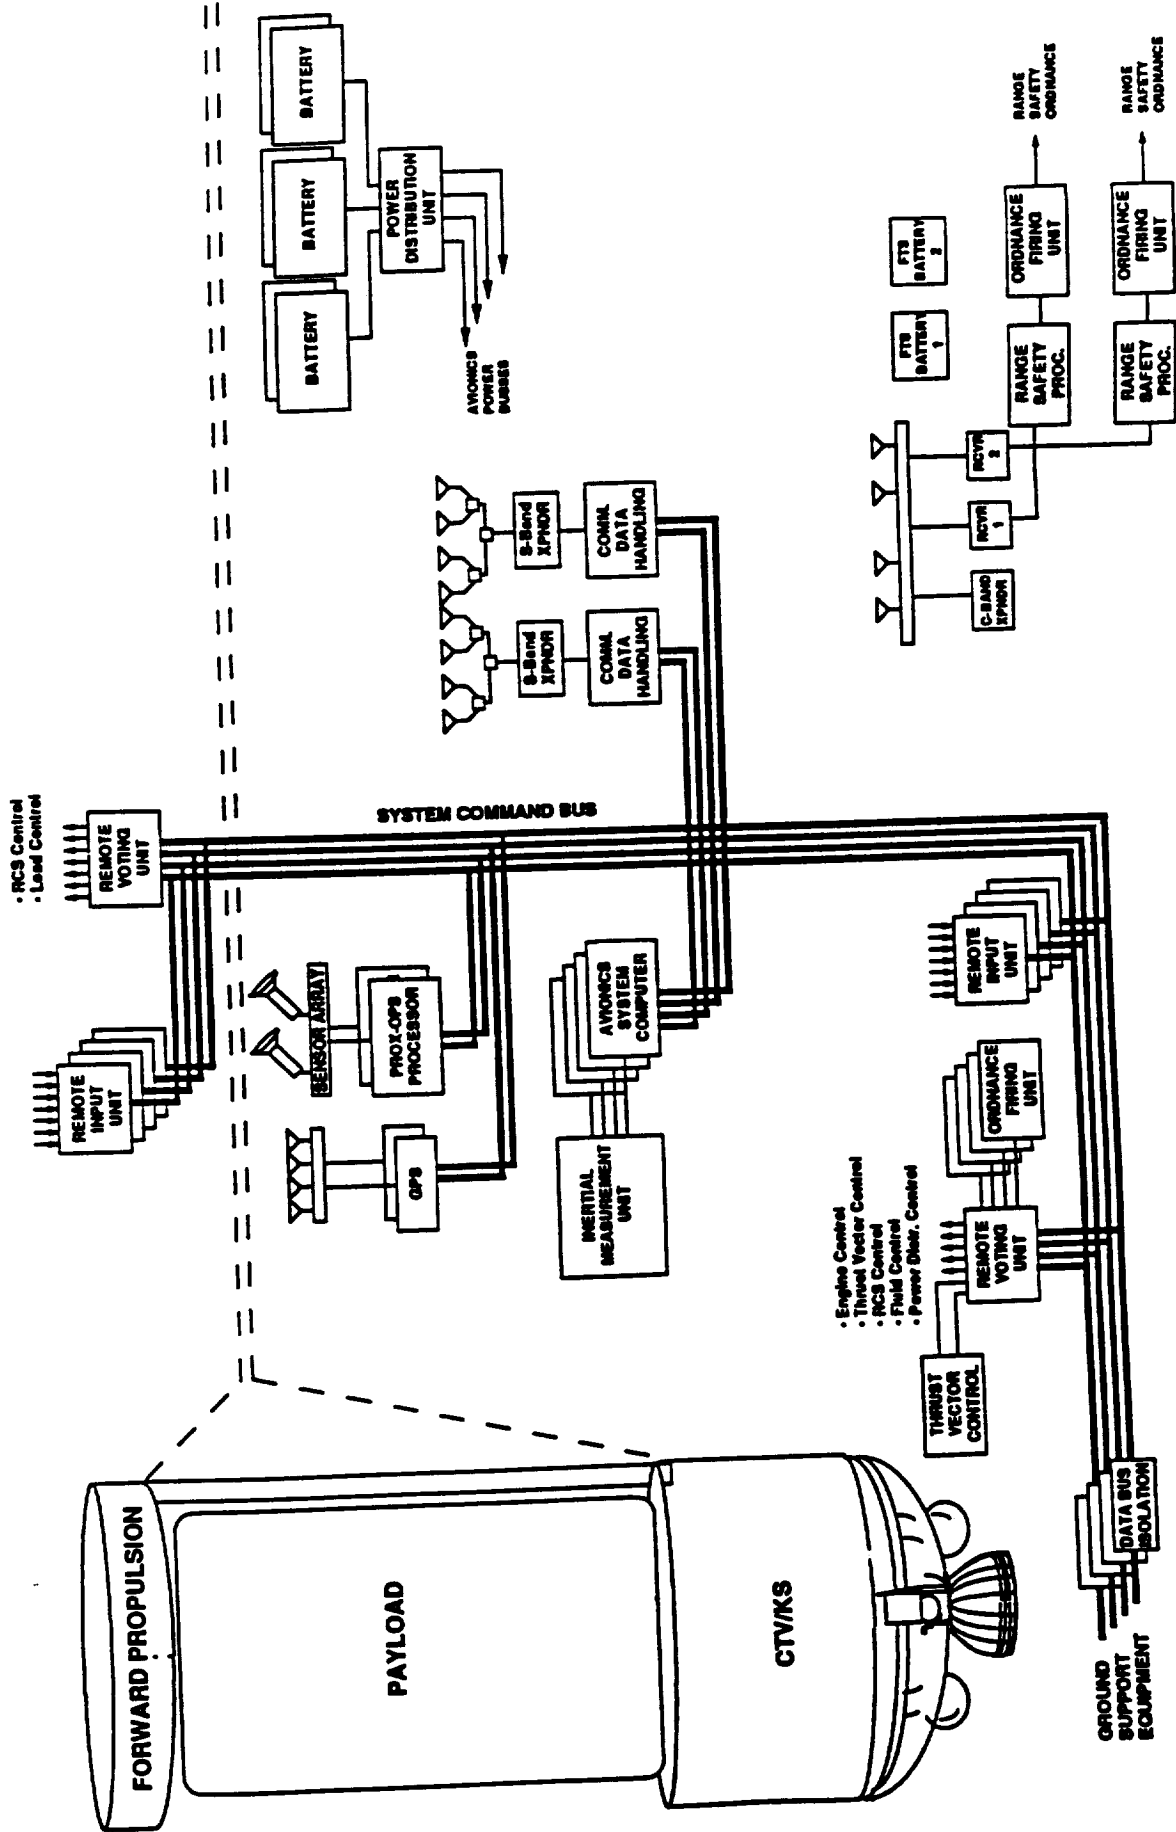 FORWARD PROPULSION
PAYLOAD
CTV/KS
• RCS Control
• Load Control
REMOTE
INPUT
UNIT
REMOTE
VOTING
UNIT
SENSOR ARRAY
GPS
PROX-OPS
PROCESSOR
SYSTEM COMMAND BUS
INERTIAL
MEASUREMENT
UNIT
AVIONICS
SYSTEM
COMPUTER
S-Band
XPNDR
S-Band
XPNDR
COMM
DATA
HANDLING
COMM
DATA
HANDLING
BATTERY
BATTERY
BATTERY
POWER
DISTRIBUTION
UNIT
AVIONICS
POWER
BUSSES
• Engine Control
• Thrust Vector Control
• RCS Control
• Fluid Control
• Power Distr. Control
THRUST
VECTOR
CONTROL
REMOTE
VOTING
UNIT
ORDNANCE
FIRING
UNIT
REMOTE
INPUT
UNIT
DATA BUS
ISOLATION
GROUND
SUPPORT
EQUIPMENT
C-BAND
XPNDR
RCVR
1
RCVR
2
FTS
BATTERY
1
FTS
BATTERY
2
RANGE
SAFETY
PROC.
ORDNANCE
FIRING
UNIT
RANGE
SAFETY
ORDNANCE
RANGE
SAFETY
PROC.
ORDNANCE
FIRING
UNIT
RANGE
SAFETY
ORDNANCE